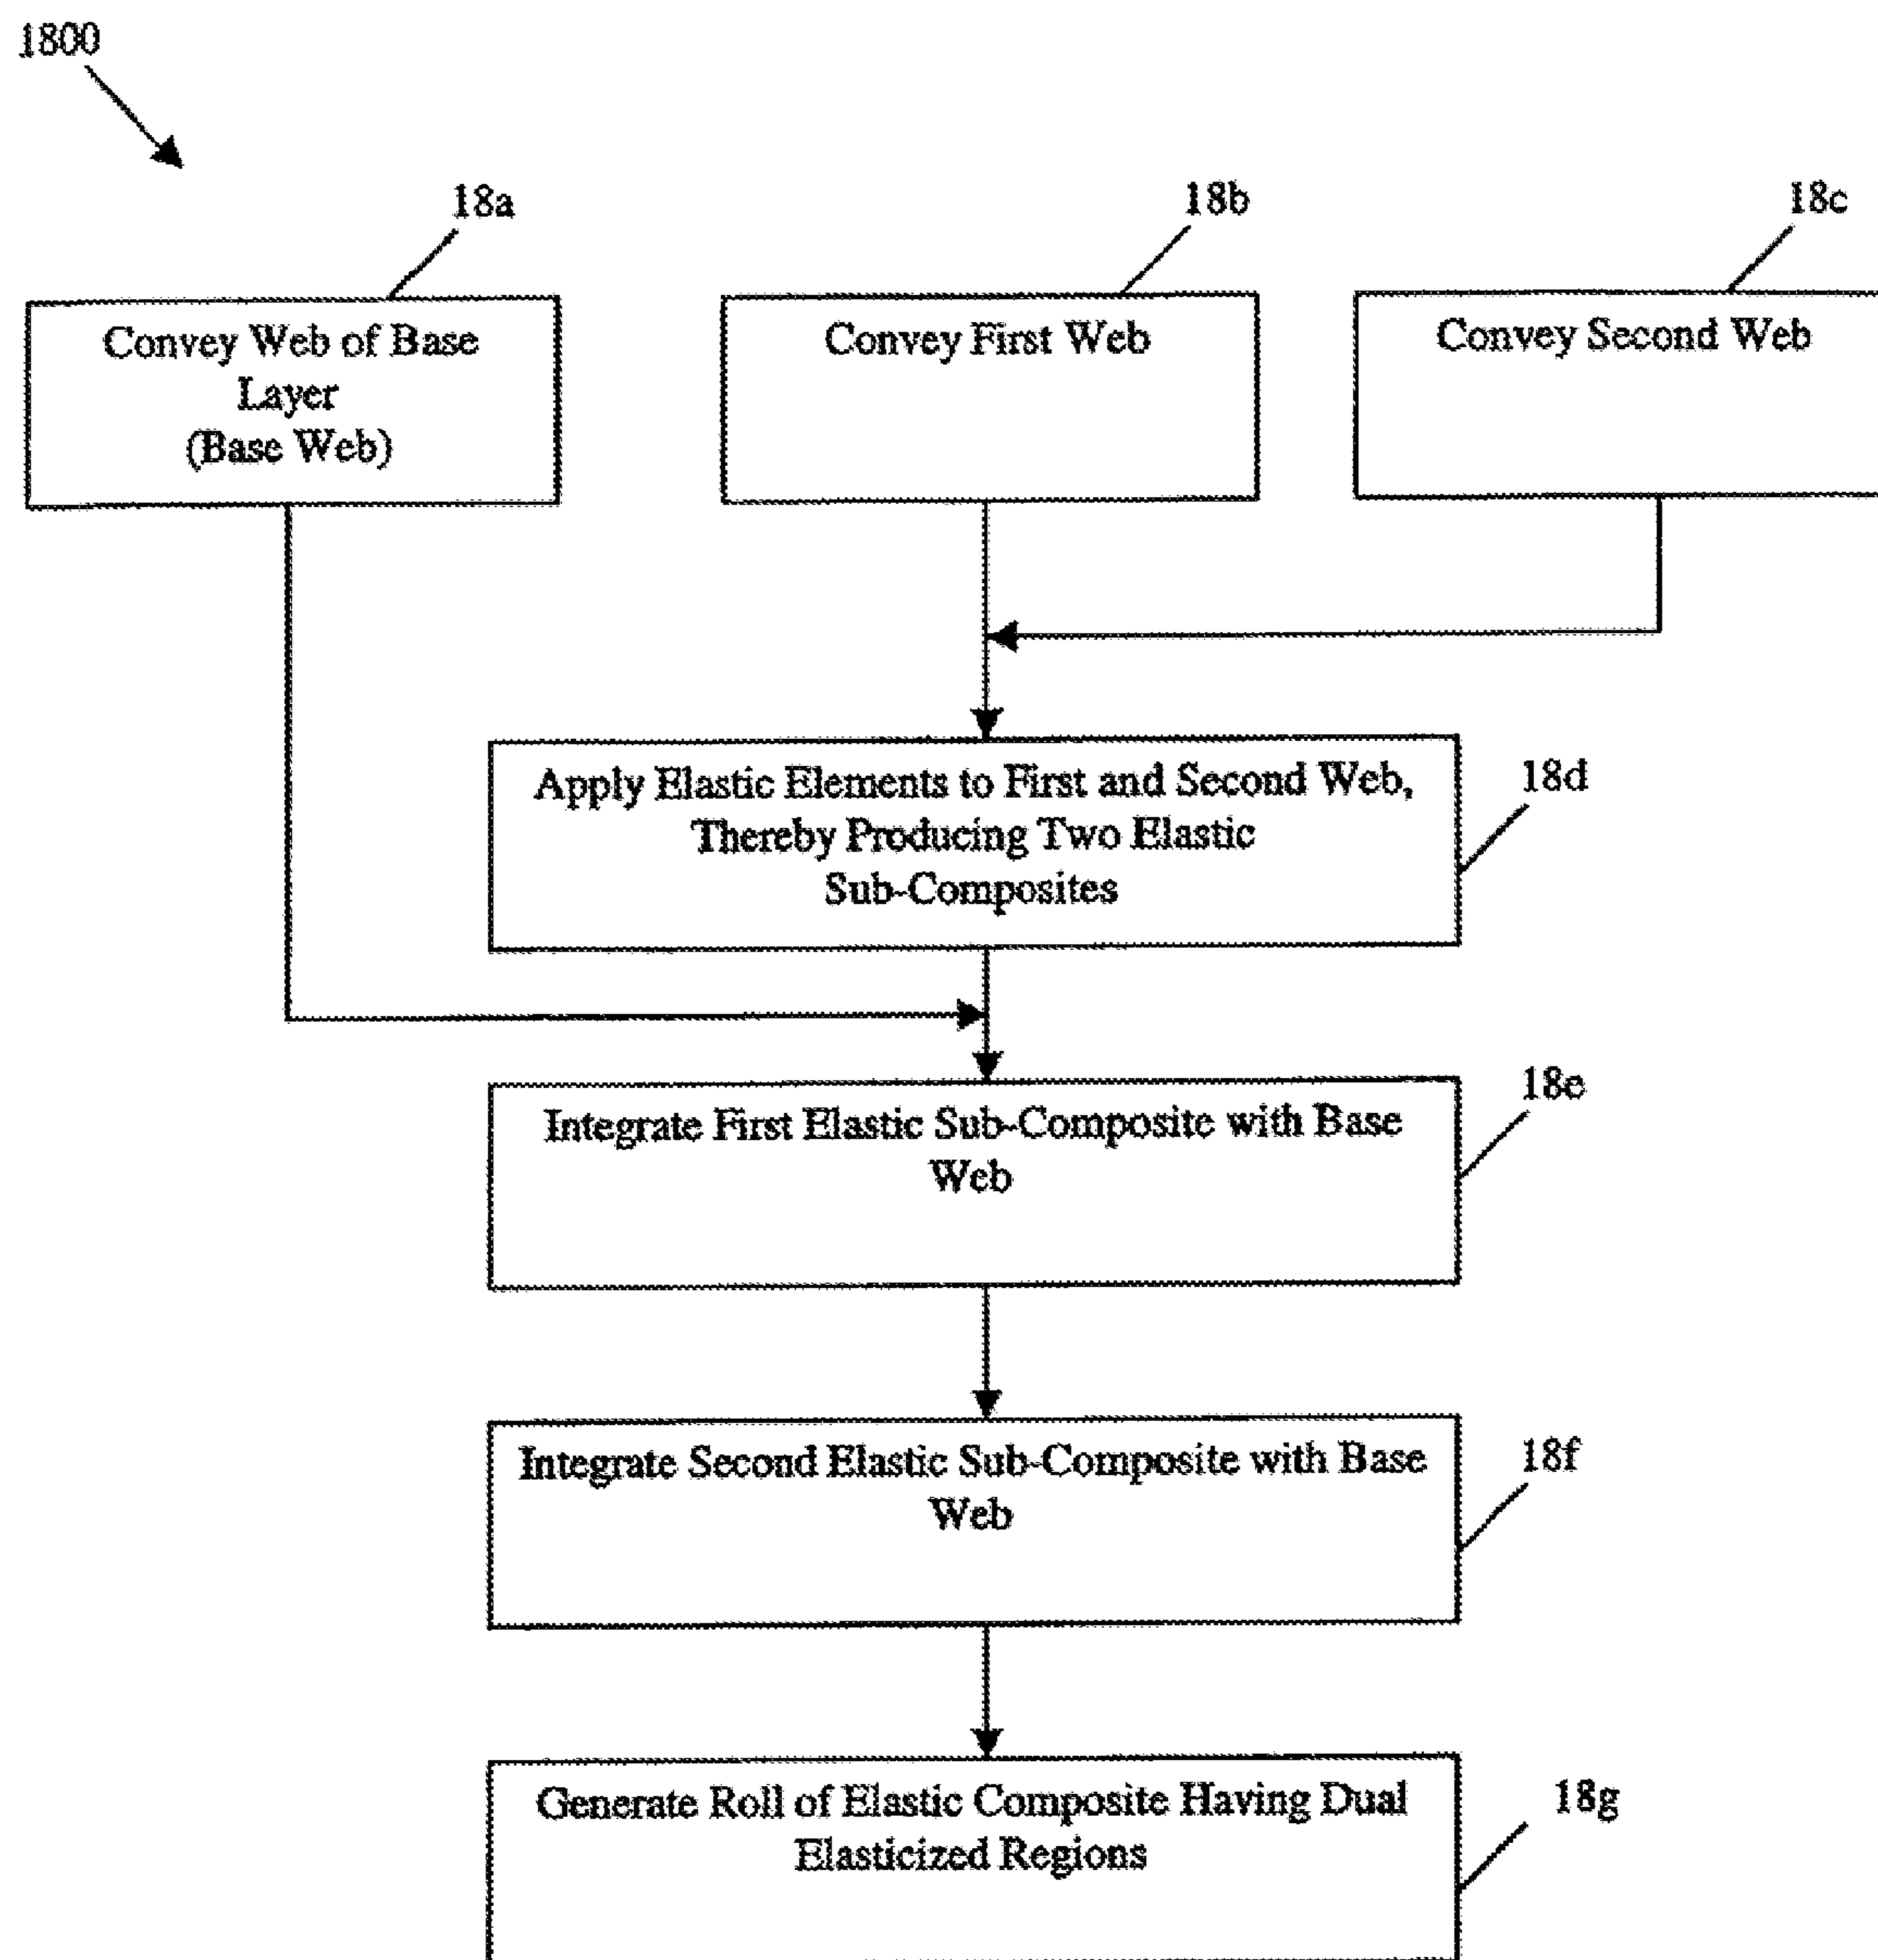 1800
18a
18b
18c
Convey Web of Base
Layer
(Base Web)
Convey First Web
Convey Second Web
Apply Elastic Elements to First and Second Web,
Thereby Producing Two Elastic
Sub-Composites
18d
Integrate First Elastic Sub-Composite with Base
Web
18e
Integrate Second Elastic Sub-Composite with Base
Web
18f
Generate Roll of Elastic Composite Having Dual
Elasticized Regions
18g